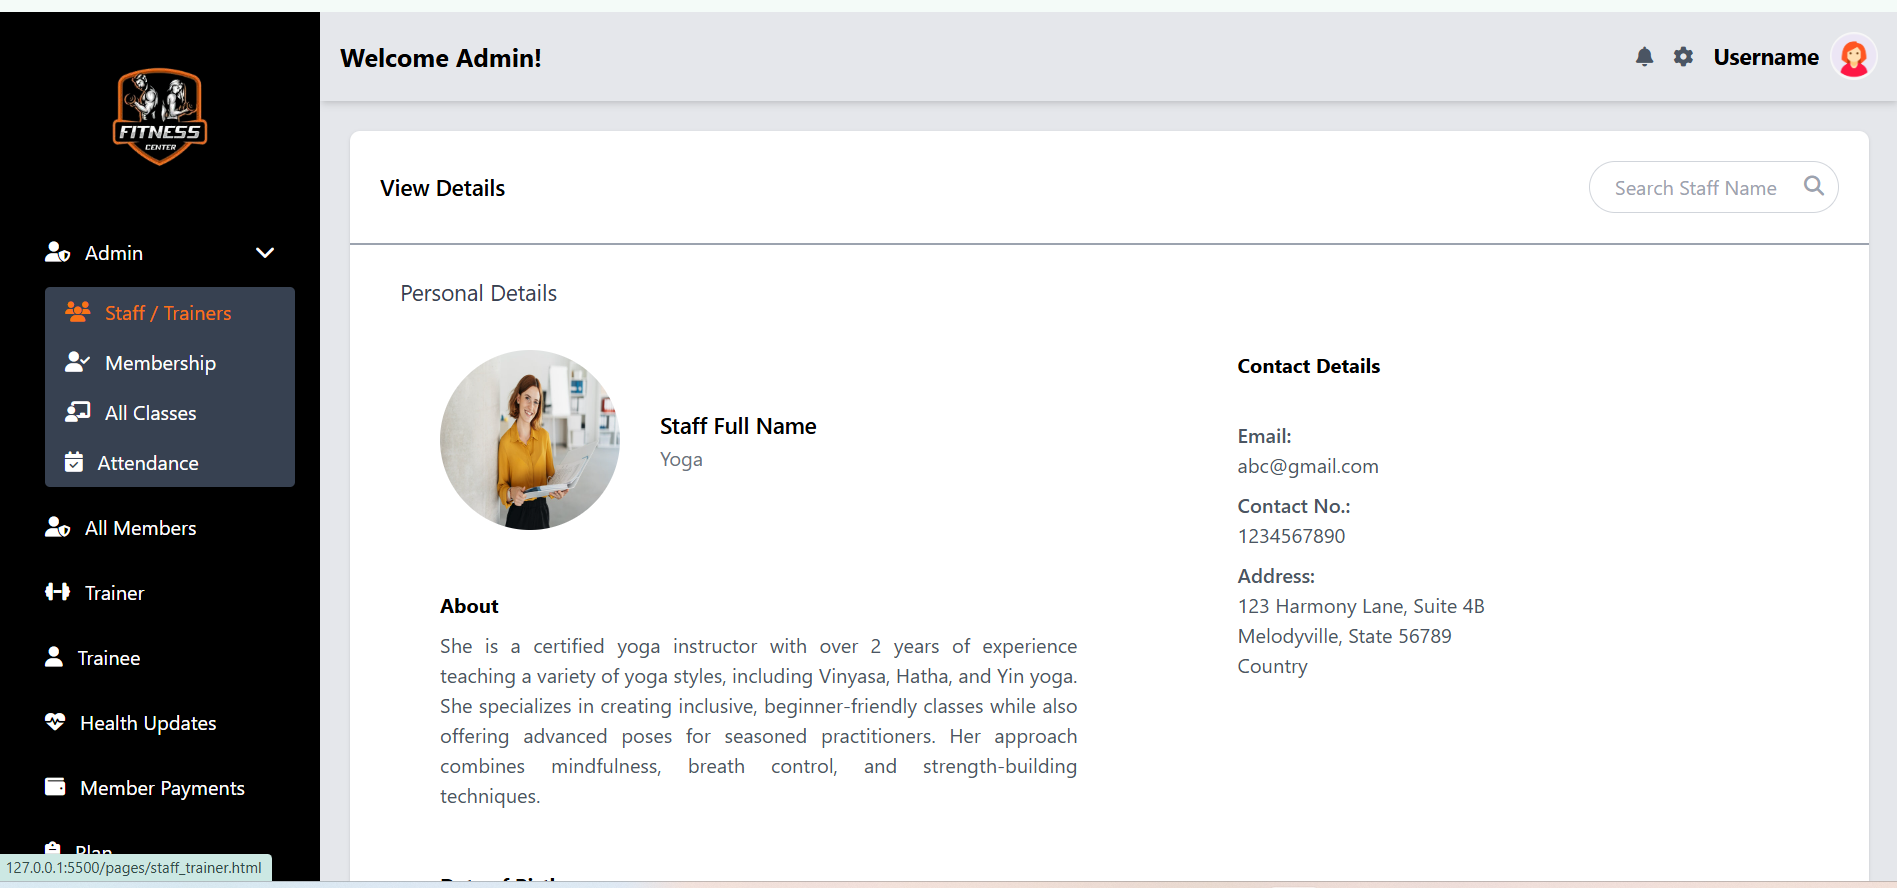 Welcome Admin!
Username
FITNESS
CENTER
View Details
Search Staff Name
Admin
Staff / Trainers
Membership
All Classes
Attendance
All Members
Trainer
Trainee
Health Updates
Member Payments
Plan
127.0.0.1:5500/pages/staff_trainer.html
Personal Details
Staff Full Name
Yoga
About
She is a certified yoga instructor with over 2 years of experience
teaching a variety of yoga styles, including Vinyasa, Hatha, and Yin yoga.
She specializes in creating inclusive, beginner-friendly classes while also
offering advanced poses for seasoned practitioners. Her approach
combines mindfulness, breath control, and strength-building
techniques.
Contact Details
Email:
abc@gmail.com
Contact No.:
1234567890
Address:
123 Harmony Lane, Suite 4B
Melodyville, State 56789
Country